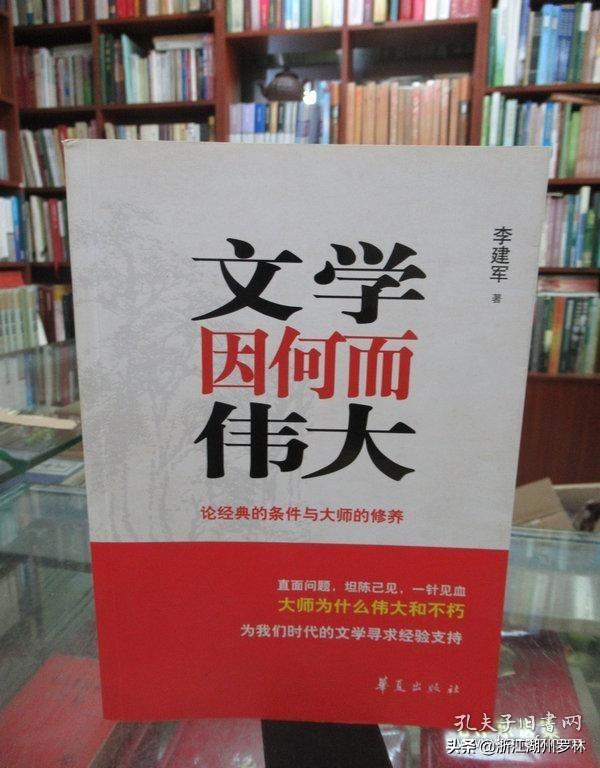 李建军 著
文学
因何而
伟大
论经典的条件与大师的修养
直面问题，坦陈己见，一针见血
大师为什么伟大和不朽
为我们时代的文学寻求经验支持
华夏出版社
孔夫子旧书网
头条@浙江湖州罗林